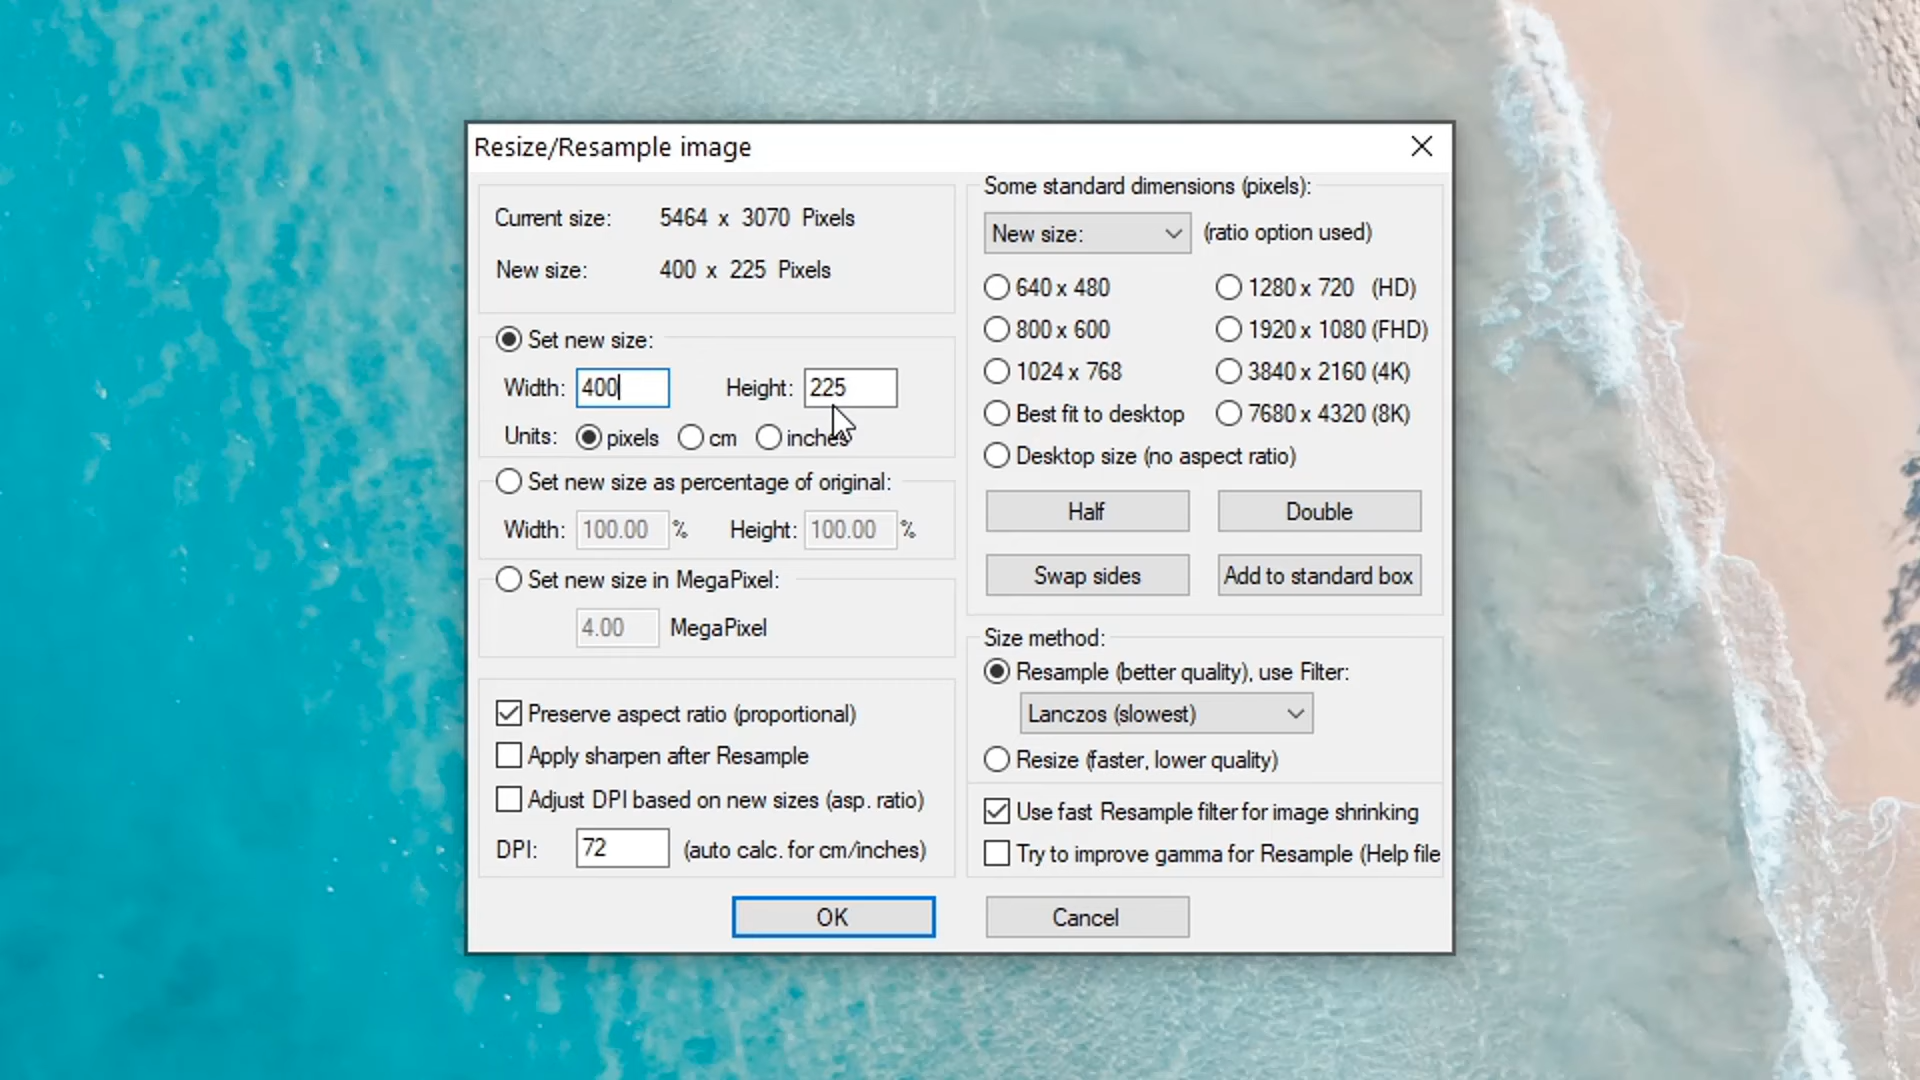 Resize/Resample image
Current size: 5464 x 3070 Pixels
New size: 400 x 225 Pixels
Set new size:
Width: 400 Height: 225
Units: pixels cm inches
Set new size as percentage of original:
Width: 100.00 % Height: 100.00 %
Set new size in MegaPixel:
4.00 MegaPixel
Preserve aspect ratio (proportional)
Apply sharpen after Resample
Adjust DPI based on new sizes (asp. ratio)
DPI: 72 (auto calc. for cm/inches)
Some standard dimensions (pixels):
New size: (ratio option used)
640 x 480 1280 x 720 (HD)
800 x 600 1920 x 1080 (FHD)
1024 x 768 3840 x 2160 (4K)
Best fit to desktop 7680 x 4320 (8K)
Desktop size (no aspect ratio)
Half Double
Swap sides Add to standard box
Size method:
Resample (better quality), use Filter:
Lanczos (slowest)
Resize (faster, lower quality)
Use fast Resample filter for image shrinking
Try to improve gamma for Resample (Help file
OK Cancel